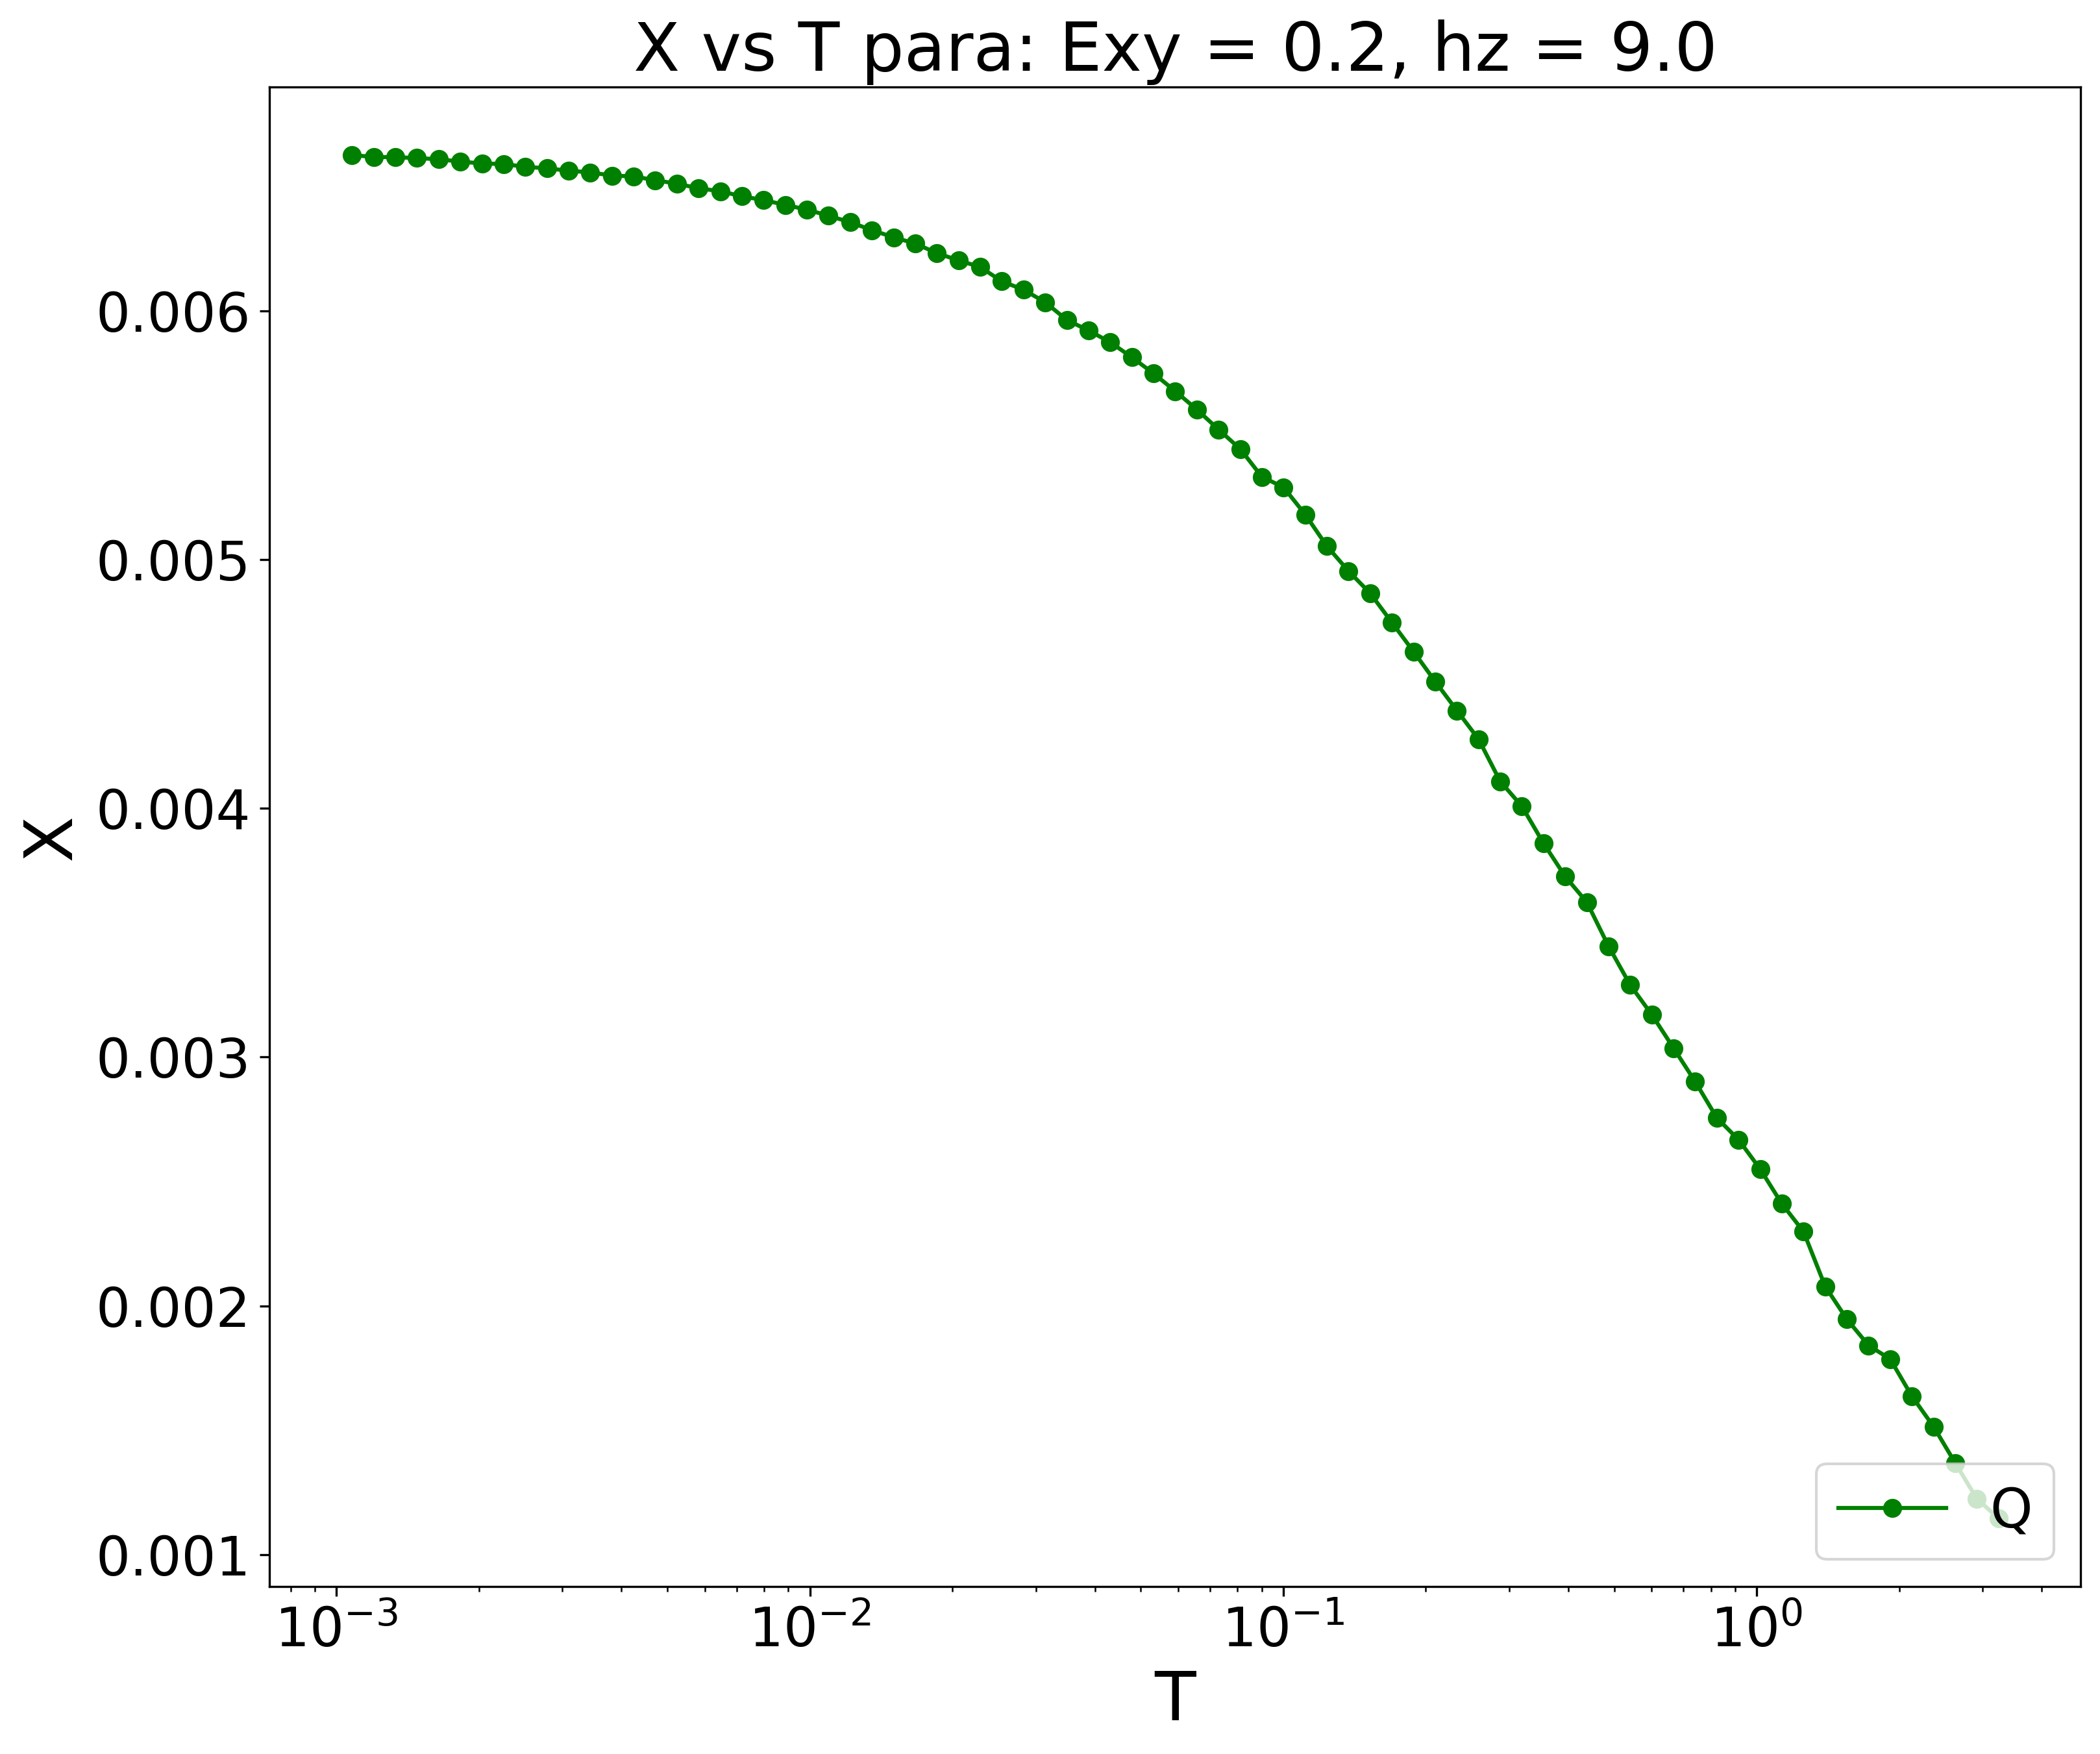 X vs T para: Exy = 0.2, hz = 9.0
X
0.006
0.005
0.004
0.003
0.002
0.001
Q
10⁻³ 10⁻² 10⁻¹ 10⁰
T